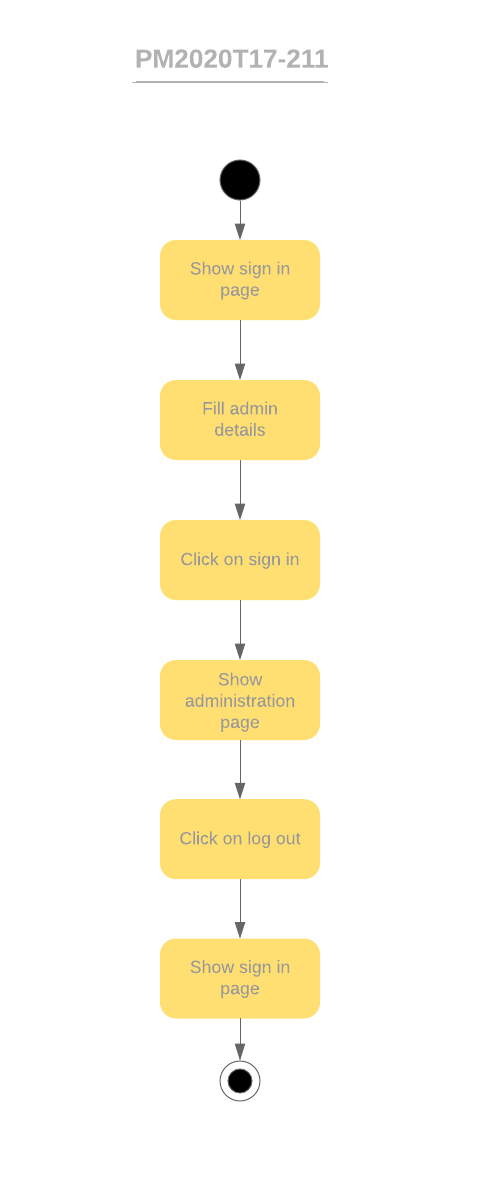 PM2020T17-211
Show sign in
page
Fill admin
details
Click on sign in
Show
administration
page
Click on log out
Show sign in
page